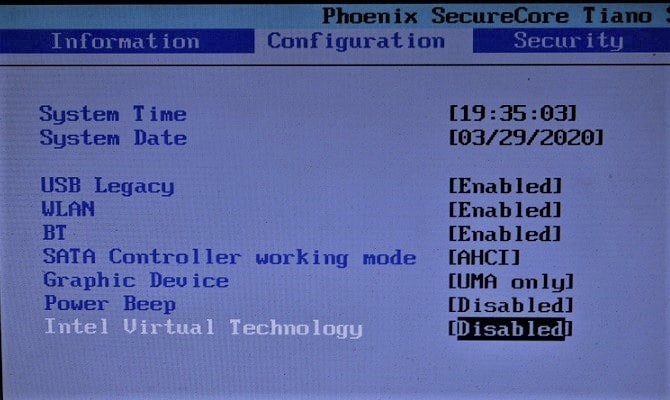 Phoenix SecureCore Tiano
Information Configuration Security
System Time [19:35:03]
System Date [03/29/2020]
USB Legacy [Enabled]
WLAN [Enabled]
BT [Enabled]
SATA Controller working mode [AHCI]
Graphic Device [UMA only]
Power Beep [Disabled]
Intel Virtual Technology [Disabled]